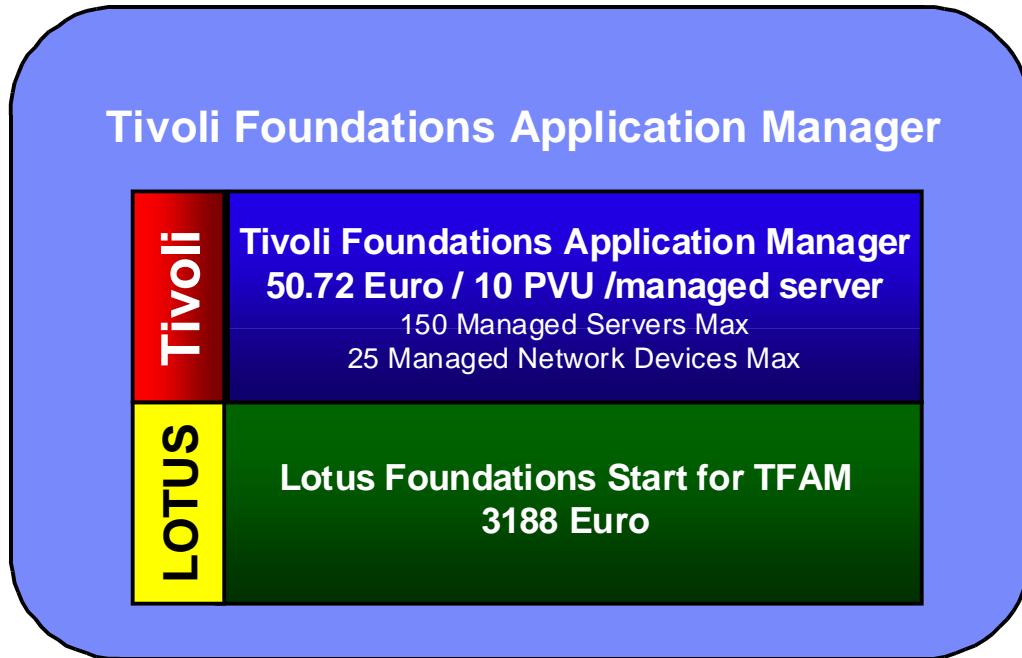 Tivoli Foundations Application Manager
Tivoli
Tivoli Foundations Application Manager
50.72 Euro / 10 PVU /managed server
150 Managed Servers Max
25 Managed Network Devices Max
LOTUS
Lotus Foundations Start for TFAM
3188 Euro